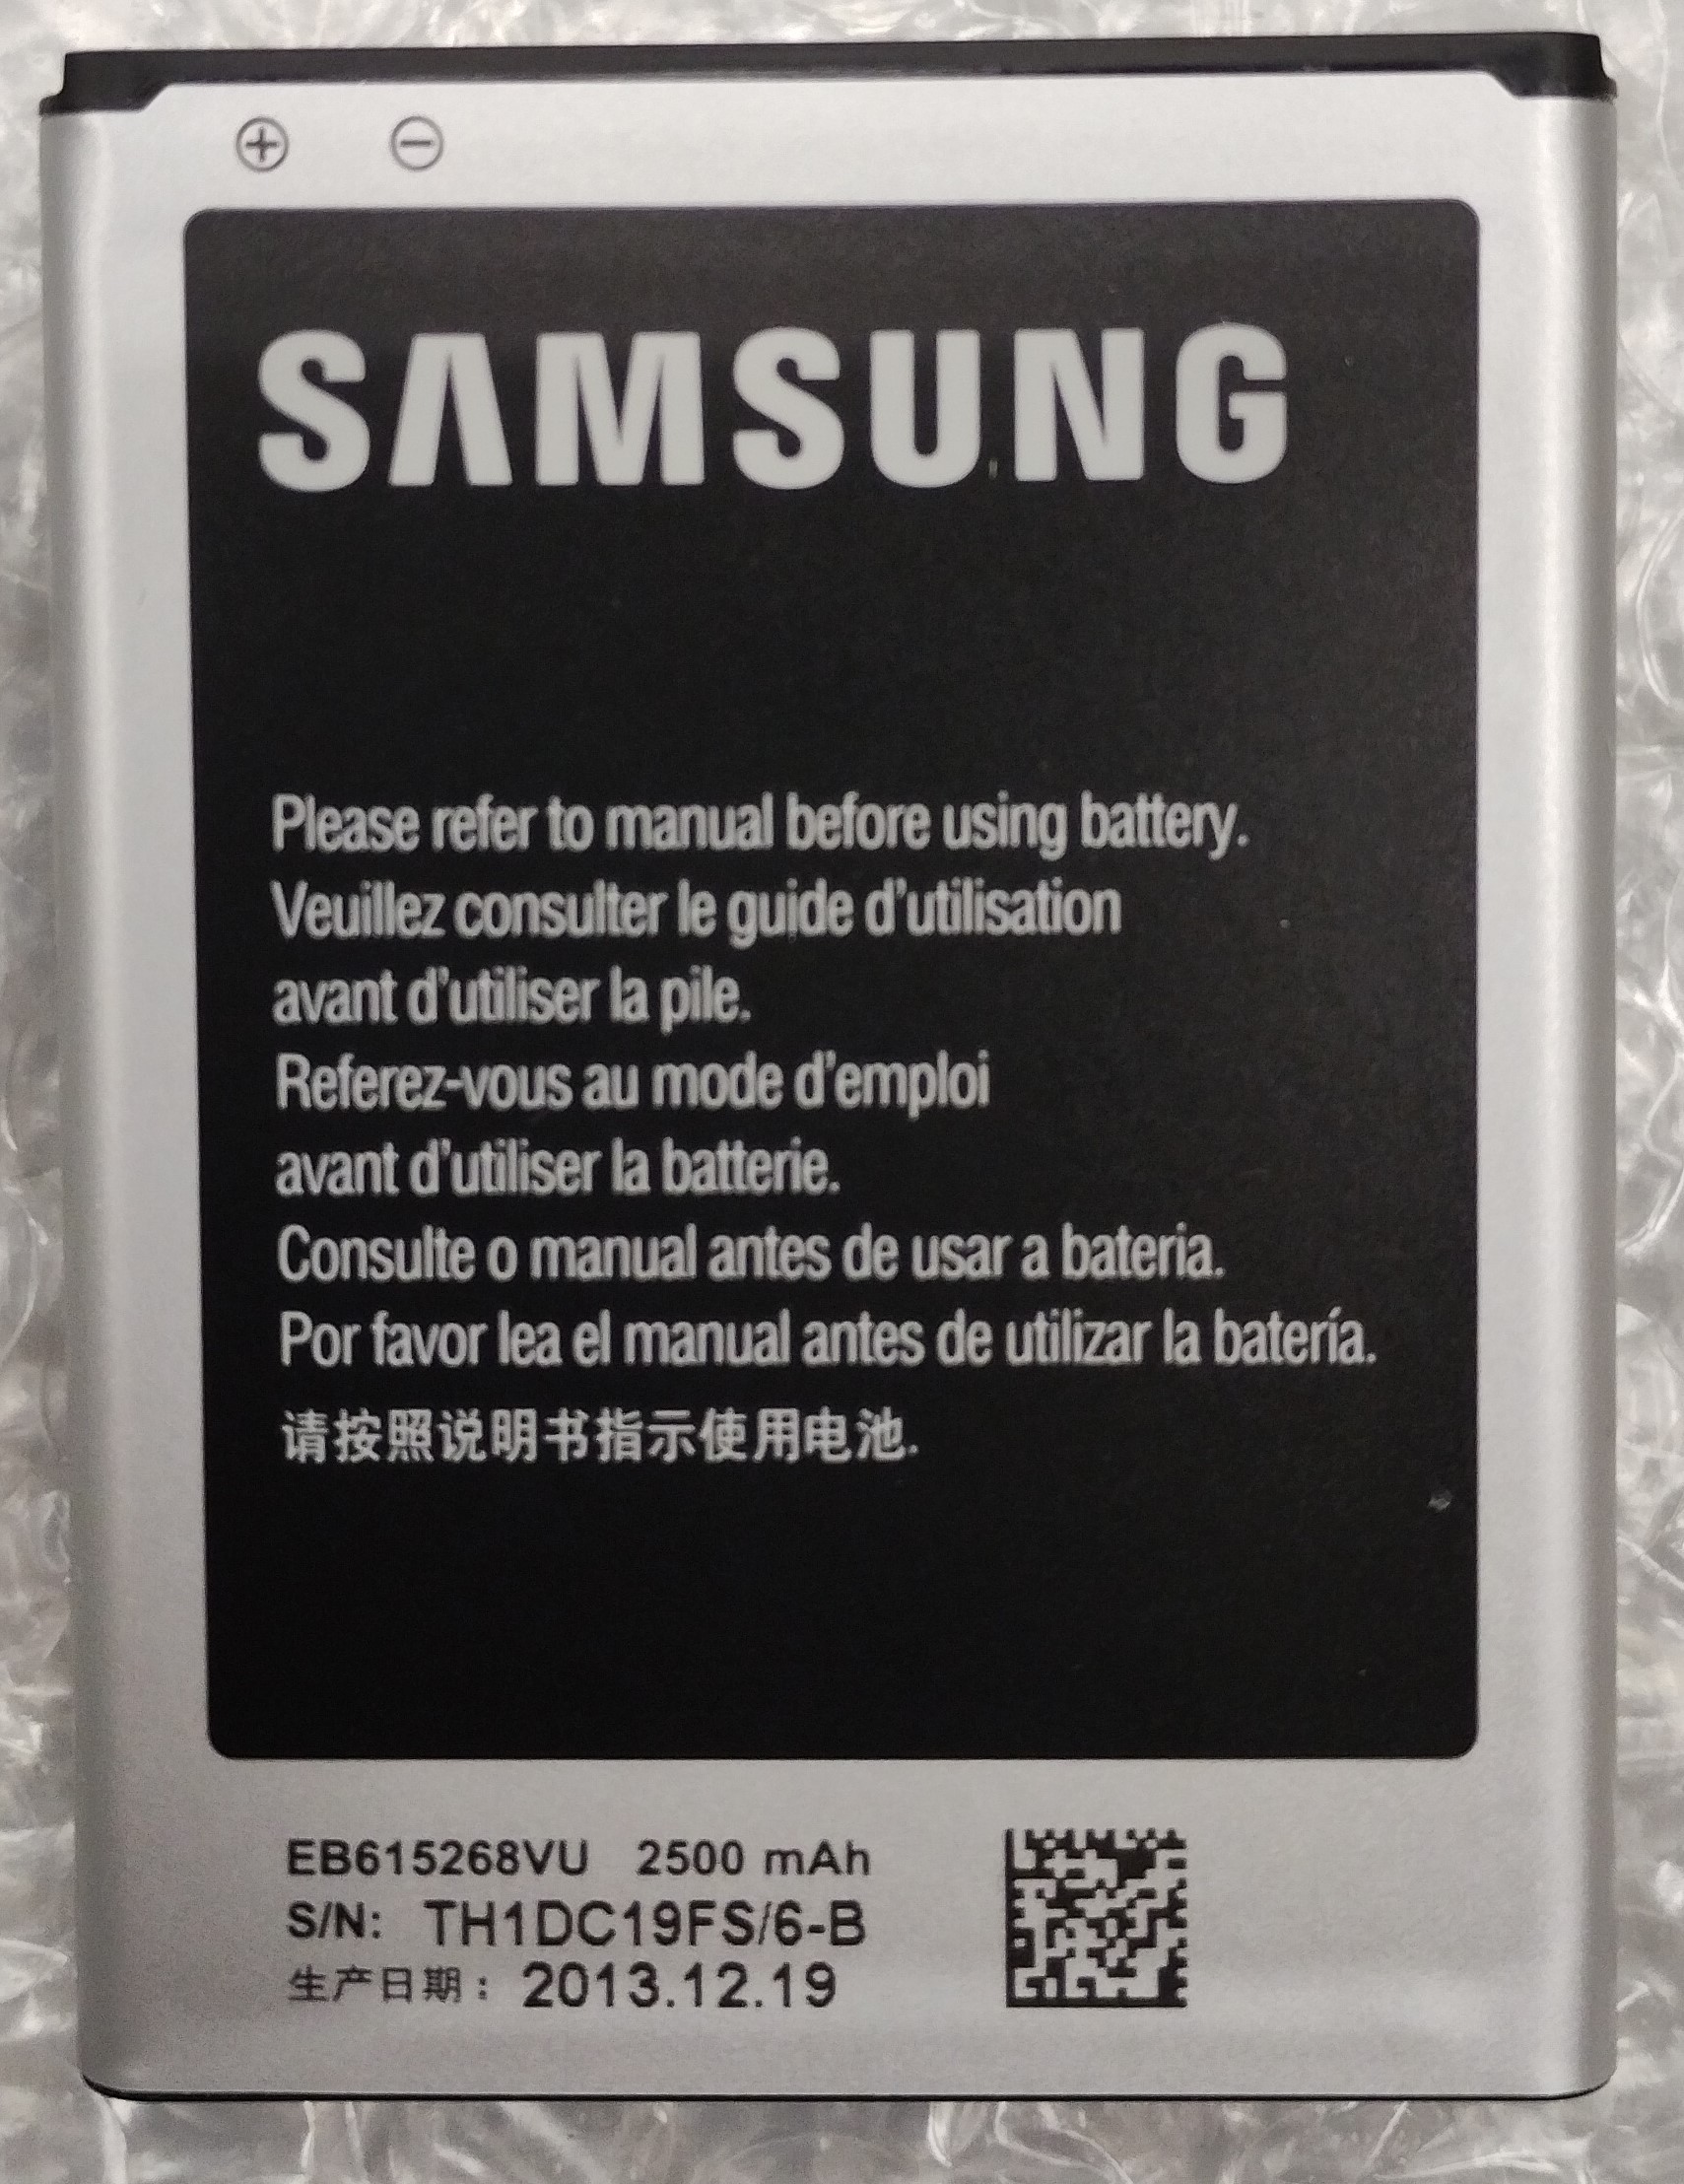 SAMSUNG
Please refer to manual before using battery.
Veuillez consulter le guide d'utilisation
avant d'utiliser la pile.
Referez-vous au mode d'emploi
avant d'utiliser la batterie.
Consulte o manual antes de usar a bateria.
Por favor lea el manual antes de utilizar la batería.
请按照说明书指示使用电池.
EB615268VU 2500 mAh
S/N: TH1DC19FS/6-B
生产日期: 2013.12.19